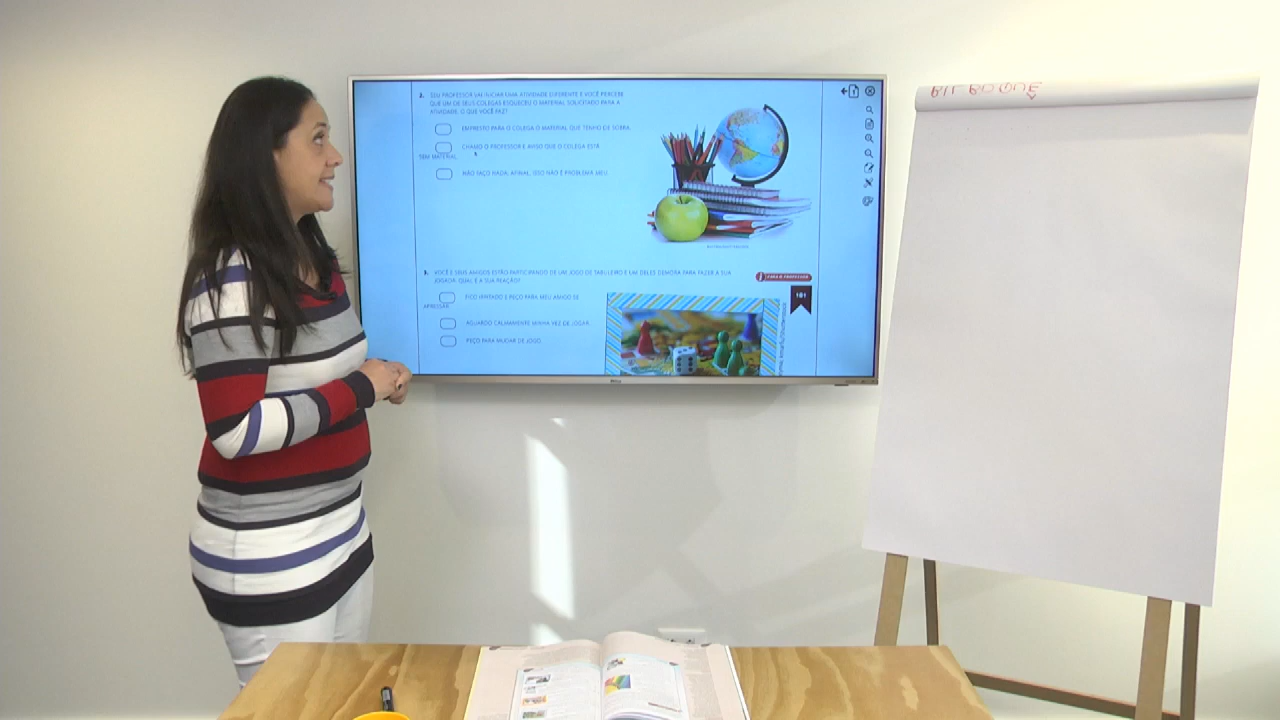 2. SEU PROFESSOR VAI INICIAR UMA ATIVIDADE DIFERENTE E VOCÊ PERCEBE
QUE UM DE SEUS COLEGAS ESQUECEU O MATERIAL SOLICITADO PARA A
ATIVIDADE. O QUE VOCÊ FAZ?
EMPRESTO PARA O COLEGA O MATERIAL QUE TENHO DE SOBRA.
CHAMO O PROFESSOR E AVISO QUE O COLEGA ESTÁ
SEM MATERIAL.
NÃO FAÇO NADA, AFINAL, ISSO NÃO É PROBLEMA MEU.
3. VOCÊ E SEUS AMIGOS ESTÃO PARTICIPANDO DE UM JOGO DE TABULEIRO E UM DELES DEMORA PARA FAZER A SUA
JOGADA. QUAL É A SUA REAÇÃO?
PARA O PROFESSOR
181
FICO IRRITADO E PEÇO PARA MEU AMIGO SE
APRESSAR.
AGUARDO CALMAMENTE MINHA VEZ DE JOGAR.
PEÇO PARA MUDAR DE JOGO.
BILBOQUÊ